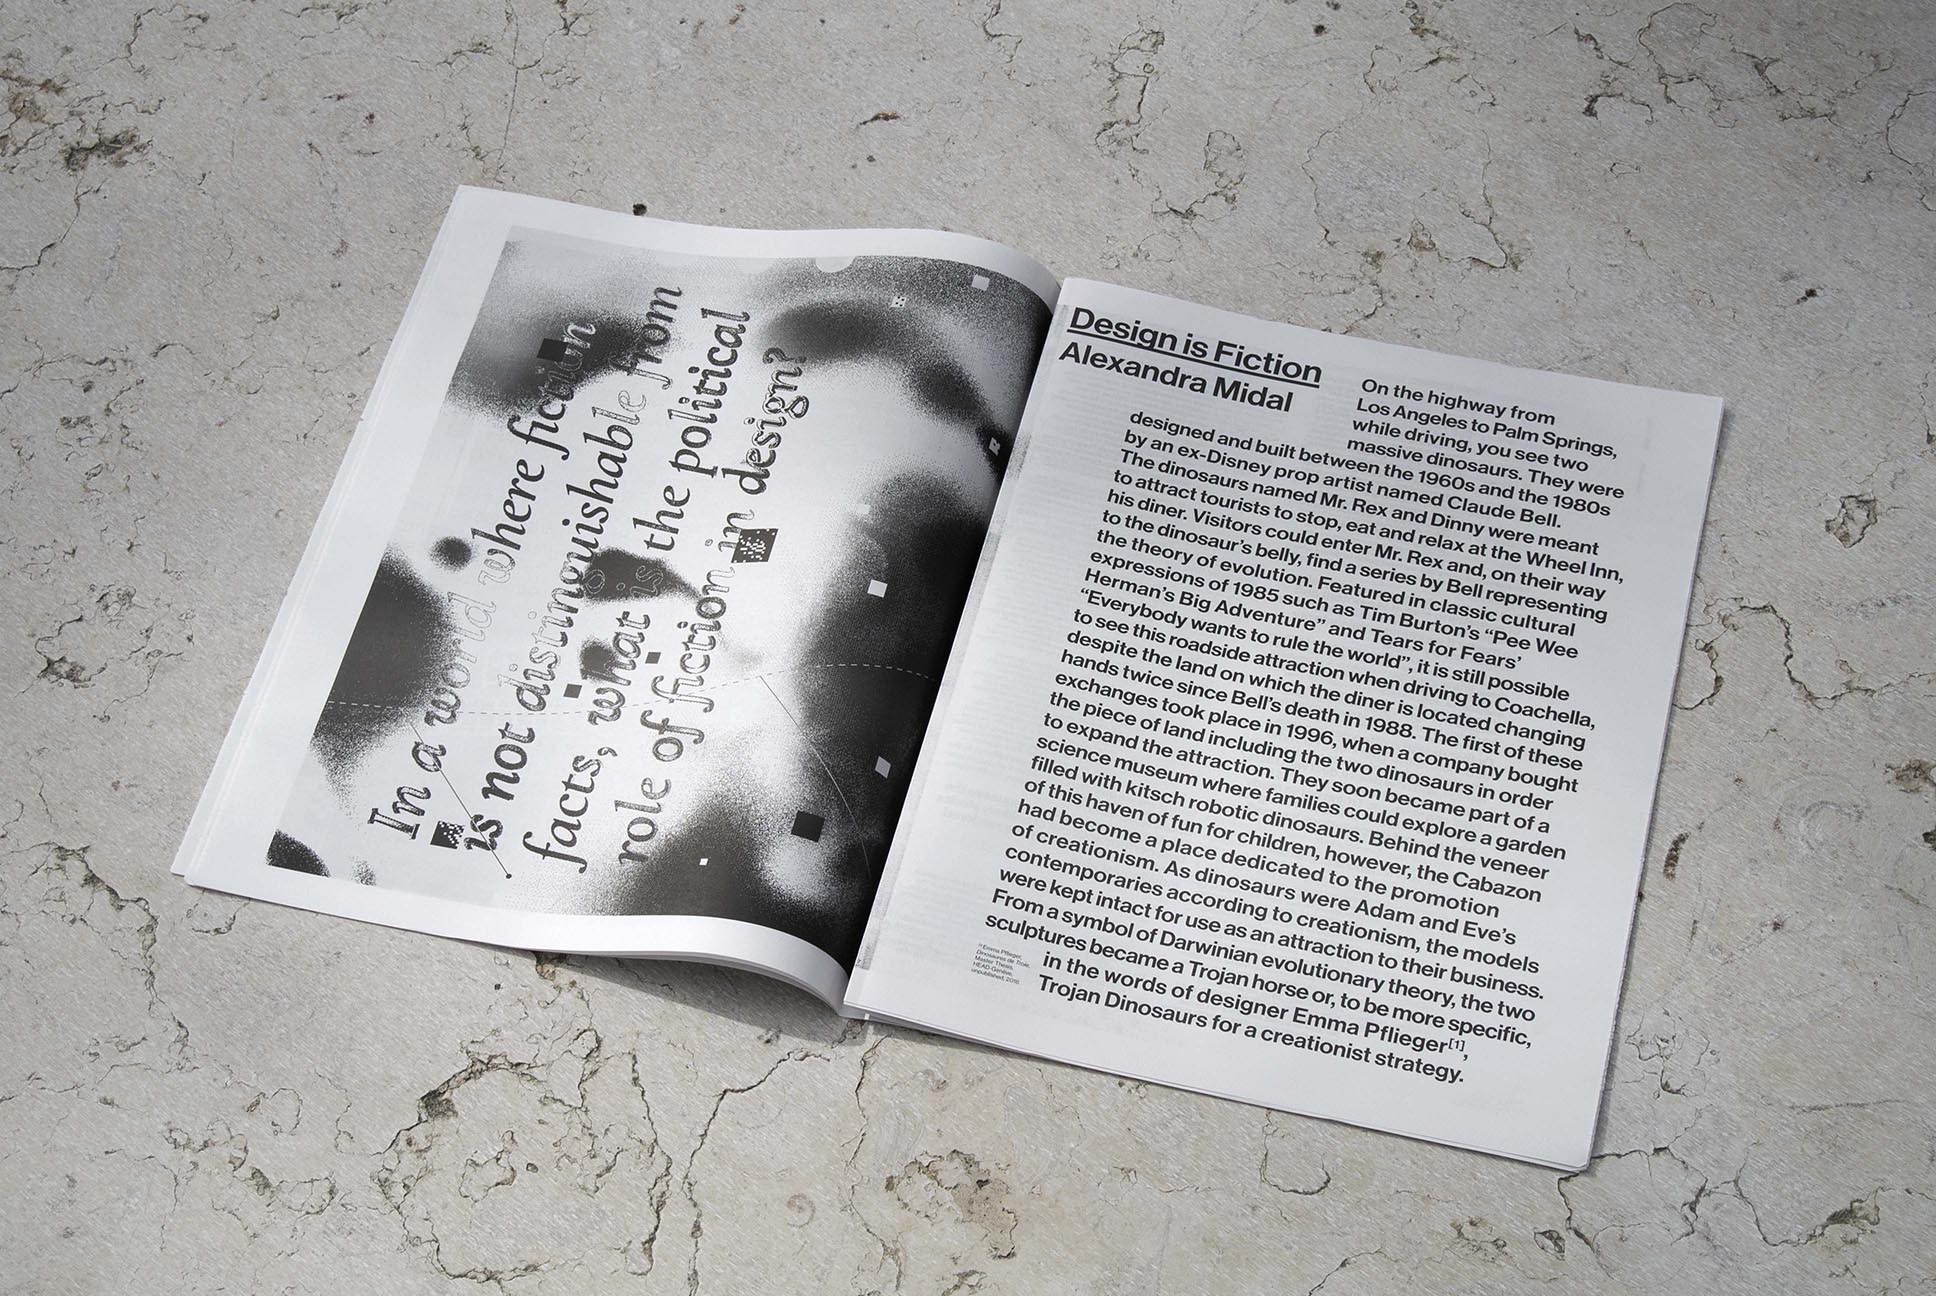 In a world where fiction
is not distinguishable from
facts, what is the political
role of fiction in design?
Design is Fiction
Alexandra Midal
On the highway from
Los Angeles to Palm Springs,
while driving, you see two
massive dinosaurs. They were
designed and built between the 1960s and the 1980s
by an ex-Disney prop artist named Claude Bell.
The dinosaurs named Mr. Rex and Dinny were meant
to attract tourists to stop, eat and relax at the Wheel Inn,
his diner. Visitors could enter Mr. Rex and, on their way
to the dinosaur’s belly, find a series by Bell representing
the theory of evolution. Featured in classic cultural
expressions of 1985 such as Tim Burton’s “Pee Wee
Herman’s Big Adventure” and Tears for Fears’
“Everybody wants to rule the world”, it is still possible
to see this roadside attraction when driving to Coachella,
despite the land on which the diner is located changing
hands twice since Bell’s death in 1988. The first of these
exchanges took place in 1996, when a company bought
the piece of land including the two dinosaurs in order
to expand the attraction. They soon became part of a
science museum where families could explore a garden
filled with kitsch robotic dinosaurs. Behind the veneer
of this haven of fun for children, however, the Cabazon
had become a place dedicated to the promotion
of creationism. As dinosaurs were Adam and Eve’s
contemporaries according to creationism, the models
were kept intact for use as an attraction to their business.
From a symbol of Darwinian evolutionary theory, the two
sculptures became a Trojan horse or, to be more specific,
in the words of designer Emma Pflieger[1],
Trojan Dinosaurs for a creationist strategy.
[1] Emma Pflieger,
Dinosaures de Troie,
Master Thesis,
HEAD-Genève,
unpublished, 2016